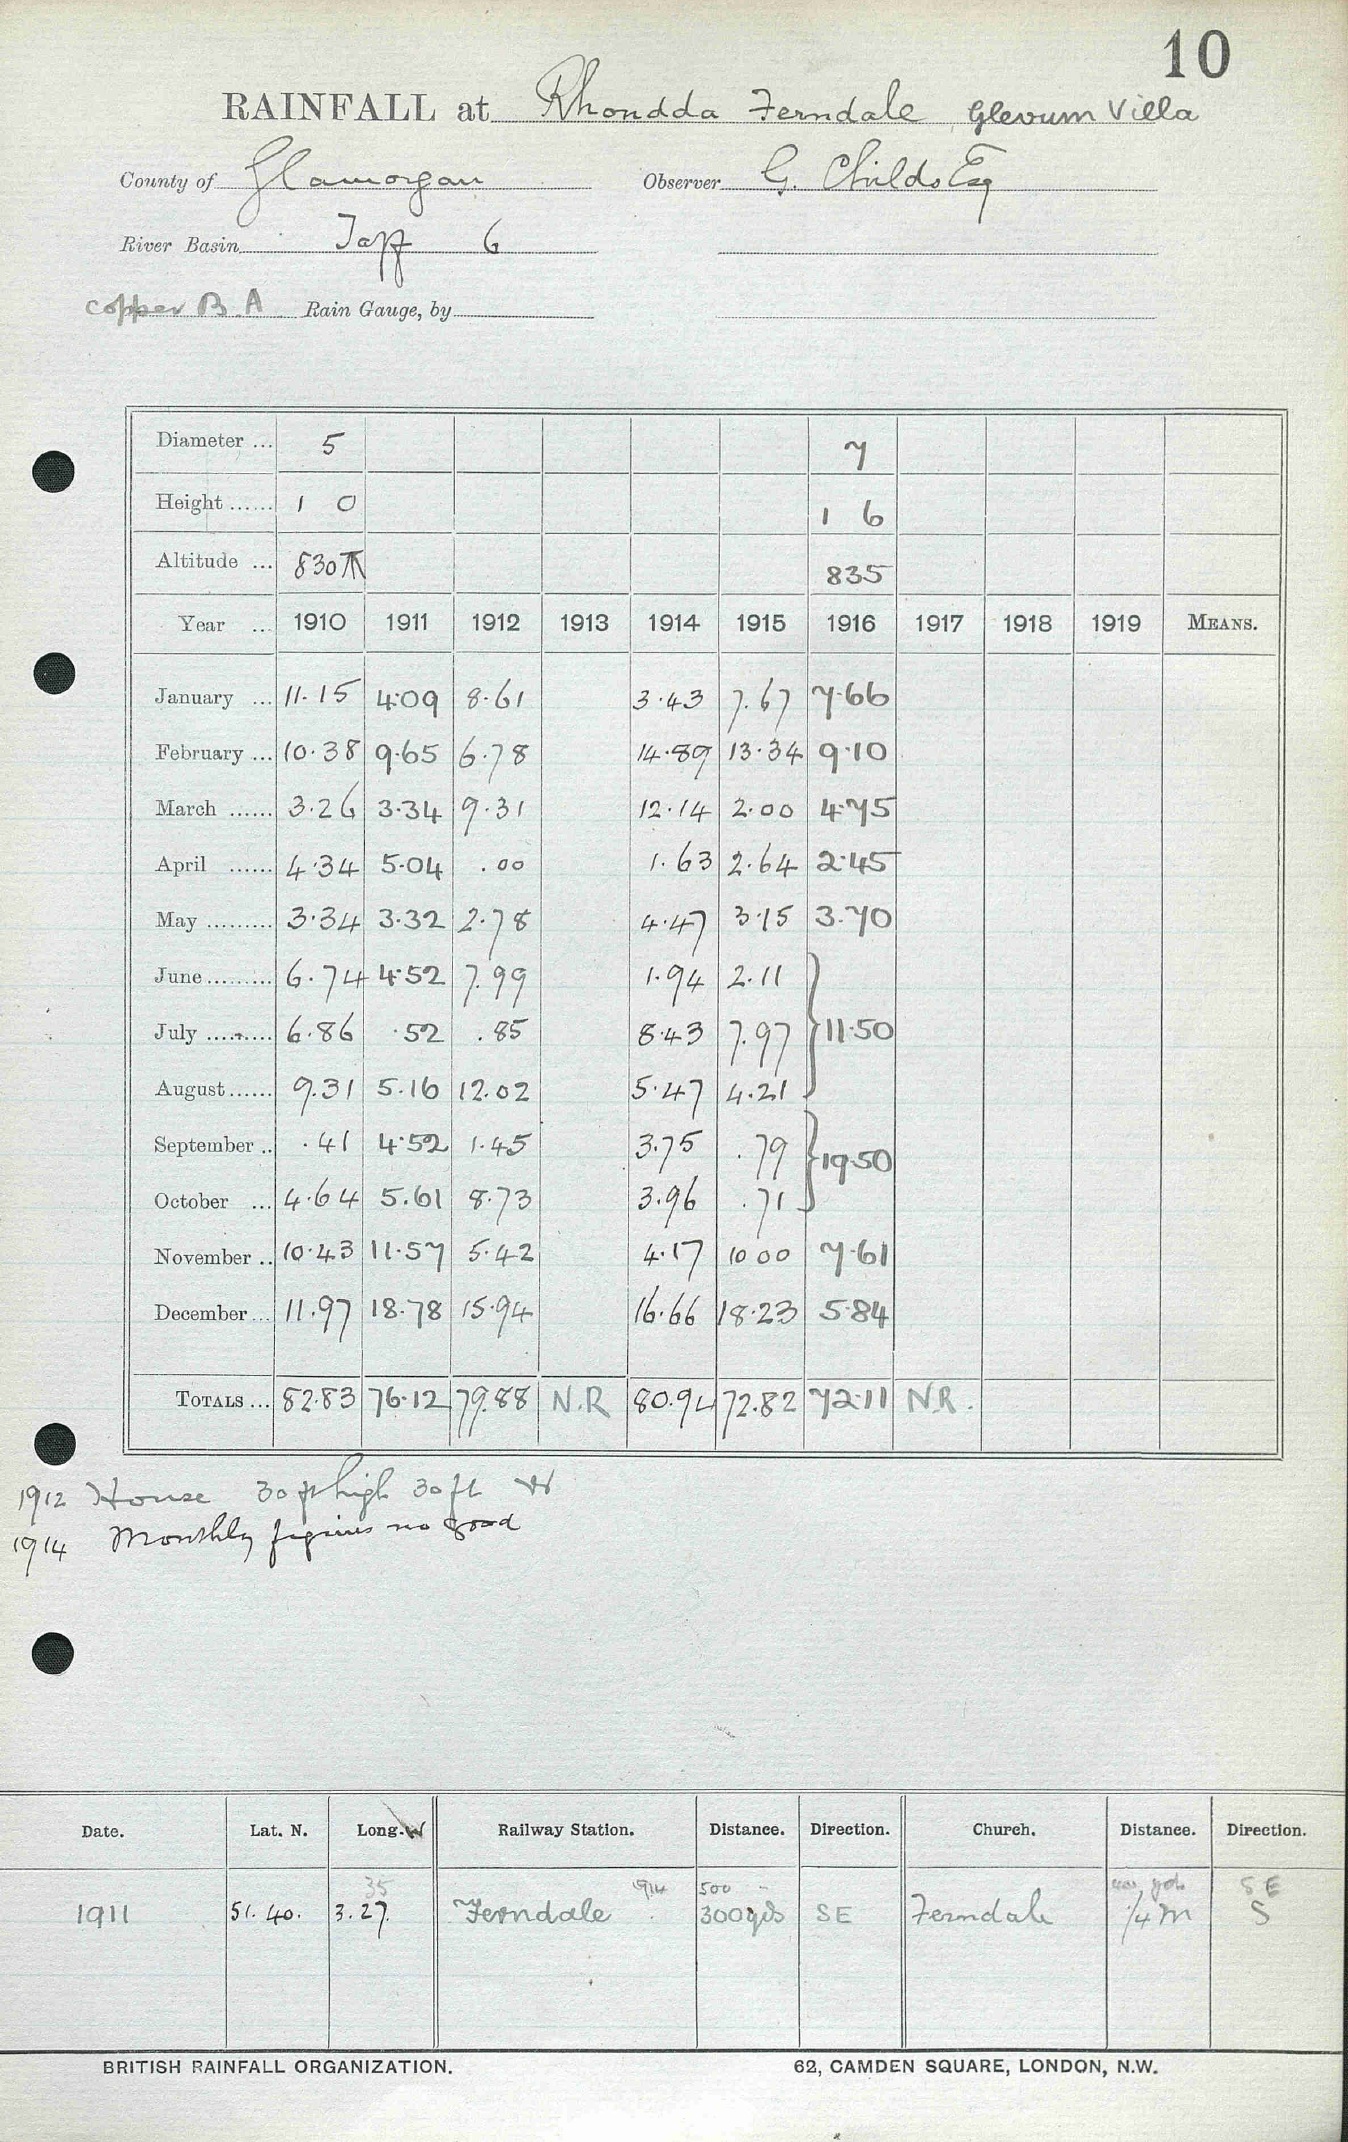 10
RAINFALL at Rhondda Ferndale Glevum Villa
County of Glamorgan Observer G. Childs Esq
River Basin Taff 6
Copper B A Rain Gauge, by
Diameter ... 5 7
Height ...... 1 0 1 6
Altitude ... 830 835
Year ... 1910 1911 1912 1913 1914 1915 1916 1917 1918 1919 MEANS.
January ... 11.15 4.09 8.61 3.43 7.67 7.66
February ... 10.38 9.65 6.78 14.89 13.34 9.10
March ...... 3.26 3.34 9.31 12.14 2.00 4.75
April ...... 4.34 5.04 .00 1.63 2.64 2.45
May ......... 3.34 3.32 2.78 4.47 3.15 3.70
June ......... 6.74 4.52 7.99 1.94 2.11
July ......... 6.86 .52 .85 8.43 7.97 } 11.50
August ...... 9.31 5.16 12.02 5.47 4.21
September .. .41 4.52 1.45 3.75 .79 } 19.50
October ... 4.64 5.61 8.73 3.96 .71
November .. 10.43 11.57 5.42 4.17 10 00 7.61
December ... 11.97 18.78 15.94 16.66 18.23 5.84
TOTALS ... 82.83 76.12 79.88 N.R 80.94 72.82 72.11 N.R.
1912 House 30 ft high 30 ft W
1914 Monthly figures no good
Date. Lat. N. Long. W Railway Station. Distance. Direction. Church. Distance. Direction.
35 1914 500 " yds SE
1911 51. 40. 3. 27. Ferndale 300 yds SE Ferndale 1/4 m S
BRITISH RAINFALL ORGANIZATION. 62, CAMDEN SQUARE, LONDON, N.W.